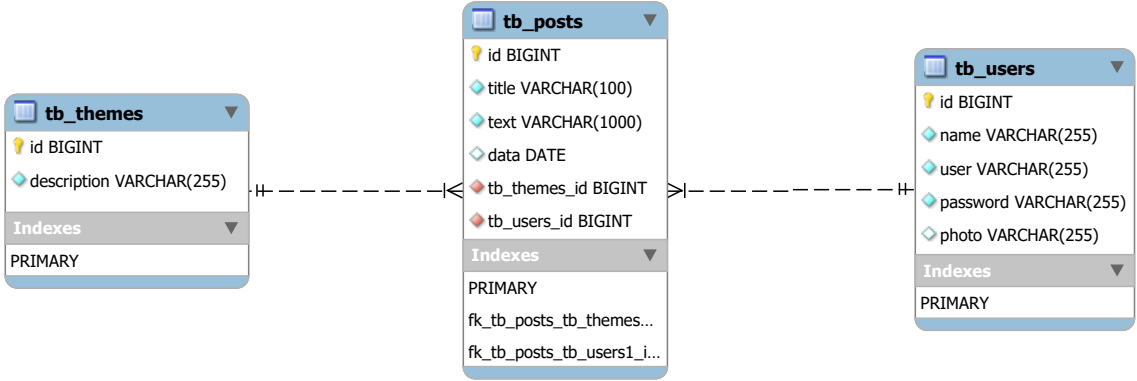 tb_themes
id BIGINT
description VARCHAR(255)
Indexes
PRIMARY
tb_posts
id BIGINT
title VARCHAR(100)
text VARCHAR(1000)
data DATE
tb_themes_id BIGINT
tb_users_id BIGINT
Indexes
PRIMARY
fk_tb_posts_tb_themes...
fk_tb_posts_tb_users1_i...
tb_users
id BIGINT
name VARCHAR(255)
user VARCHAR(255)
password VARCHAR(255)
photo VARCHAR(255)
Indexes
PRIMARY